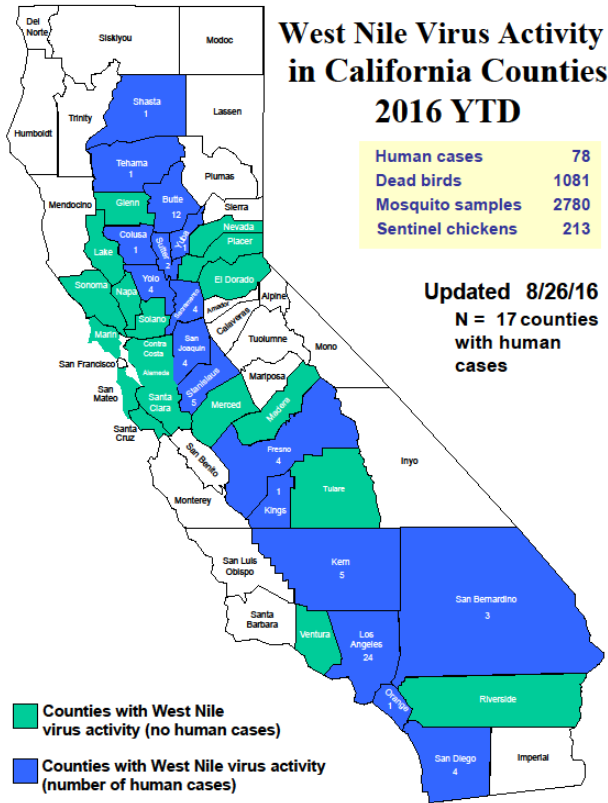 West Nile Virus Activity
in California Counties
2016 YTD
Human cases 78
Dead birds 1081
Mosquito samples 2780
Sentinel chickens 213
Updated 8/26/16
N = 17 counties
with human
cases
Del
Norte
Siskiyou
Modoc
Shasta
1
Trinity
Lassen
Humboldt
Tehama
1
Plumas
Mendocino
Glenn
Butte
12
Sierra
Colusa
1
Sutter
Yuba
1
Nevada
Placer
Lake
Sonoma
Napa
Yolo
4
El Dorado
Sacramento
4
Solano
Amador
Alpine
Marin
Calaveras
Contra
Costa
San
Joaquin
4
Tuolumne
Mono
San Francisco
Alameda
Stanislaus
5
Mariposa
San
Mateo
Santa
Clara
Merced
Madera
Santa
Cruz
San Benito
Fresno
4
Inyo
Monterey
1
Kings
Tulare
San Luis
Obispo
Kern
5
San Bernardino
3
Santa
Barbara
Ventura
Los
Angeles
24
Orange
1
Riverside
San Diego
4
Imperial
Counties with West Nile
virus activity (no human cases)
Counties with West Nile virus activity
(number of human cases)